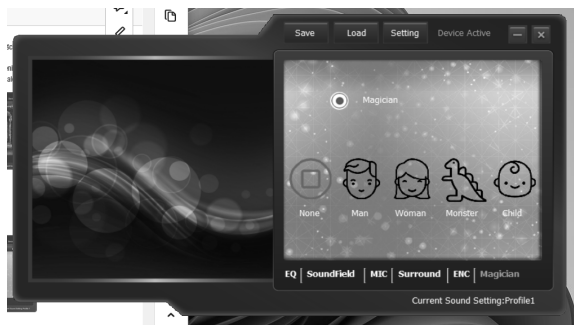 Save Load Setting Device Active
Magician
None Man Woman Monster Child
EQ | SoundField | MIC | Surround | ENC | Magician
Current Sound Setting:Profile1